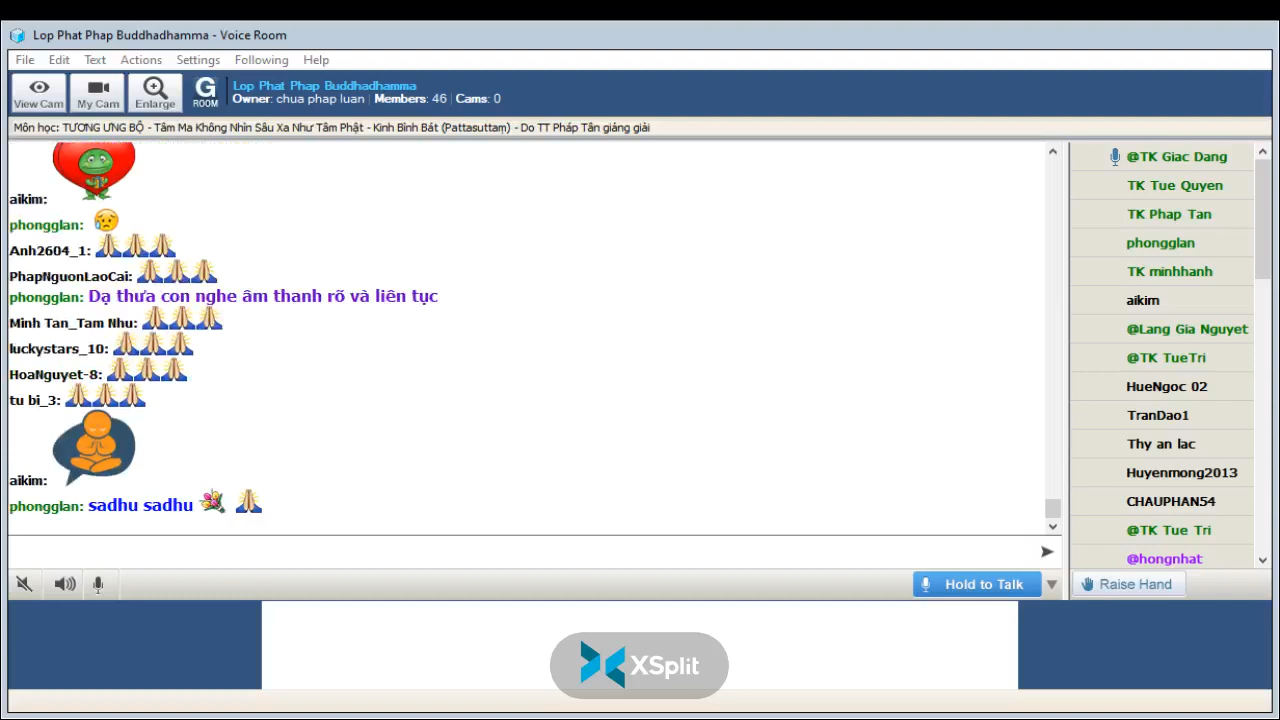 Lop Phat Phap Buddhadhamma - Voice Room
File Edit Text Actions Settings Following Help
View Cam My Cam Enlarge G ROOM
Lop Phat Phap Buddhadhamma
Owner: chua phap luan | Members: 46 | Cams: 0
Môn học: TƯƠNG ƯNG BỘ - Tâm Ma Không Nhìn Sâu Xa Như Tâm Phật - Kinh Bình Bát (Pattasuttaṃ) - Do TT Pháp Tân giảng giải
aikim:
phongglan:
Anh2604_1:
PhapNguonLaoCai:
phongglan: Dạ thưa con nghe âm thanh rõ và liên tục
Minh Tan_Tam Nhu:
luckystars_10:
HoaNguyet-8:
tu bi_3:
aikim:
phongglan: sadhu sadhu
@TK Giac Dang
TK Tue Quyen
TK Phap Tan
phongglan
TK minhhanh
aikim
@Lang Gia Nguyet
@TK TueTri
HueNgoc 02
TranDao1
Thy an lac
Huyenmong2013
CHAUPHAN54
@TK Tue Tri
@hongnhat
Hold to Talk
Raise Hand
XSplit